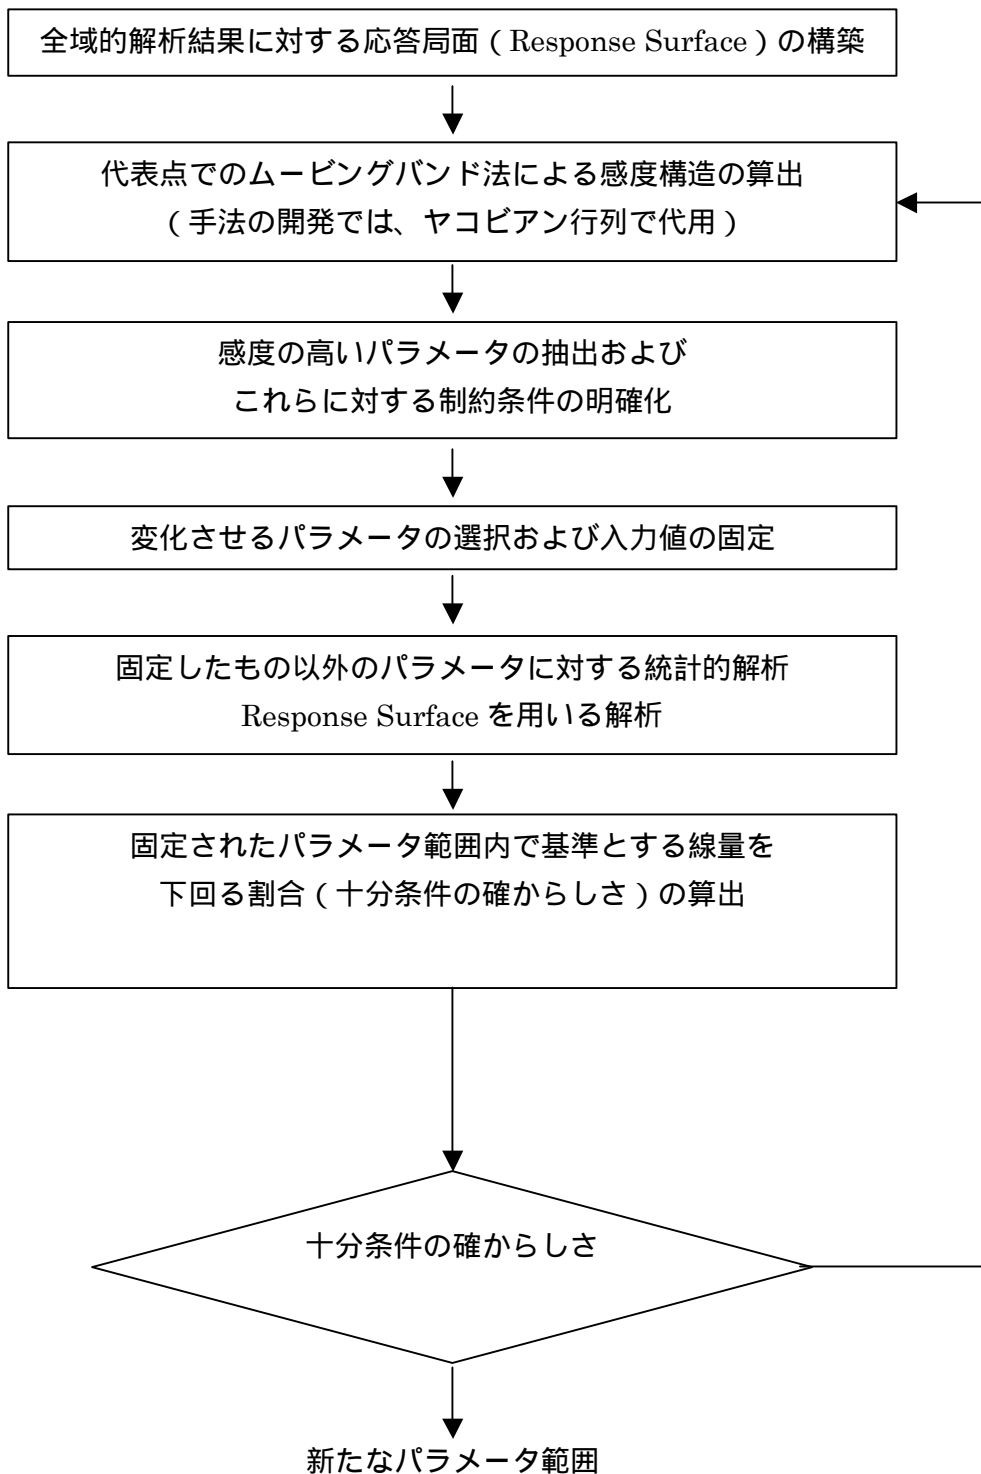 全域的解析結果に対する応答局面（Response Surface）の構築
代表点でのムービングバンド法による感度構造の算出
（手法の開発では、ヤコビアン行列で代用）
感度の高いパラメータの抽出および
これらに対する制約条件の明確化
変化させるパラメータの選択および入力値の固定
固定したもの以外のパラメータに対する統計的解析
Response Surface を用いる解析
固定されたパラメータ範囲内で基準とする線量を
下回る割合（十分条件の確からしさ）の算出
十分条件の確からしさ
新たなパラメータ範囲